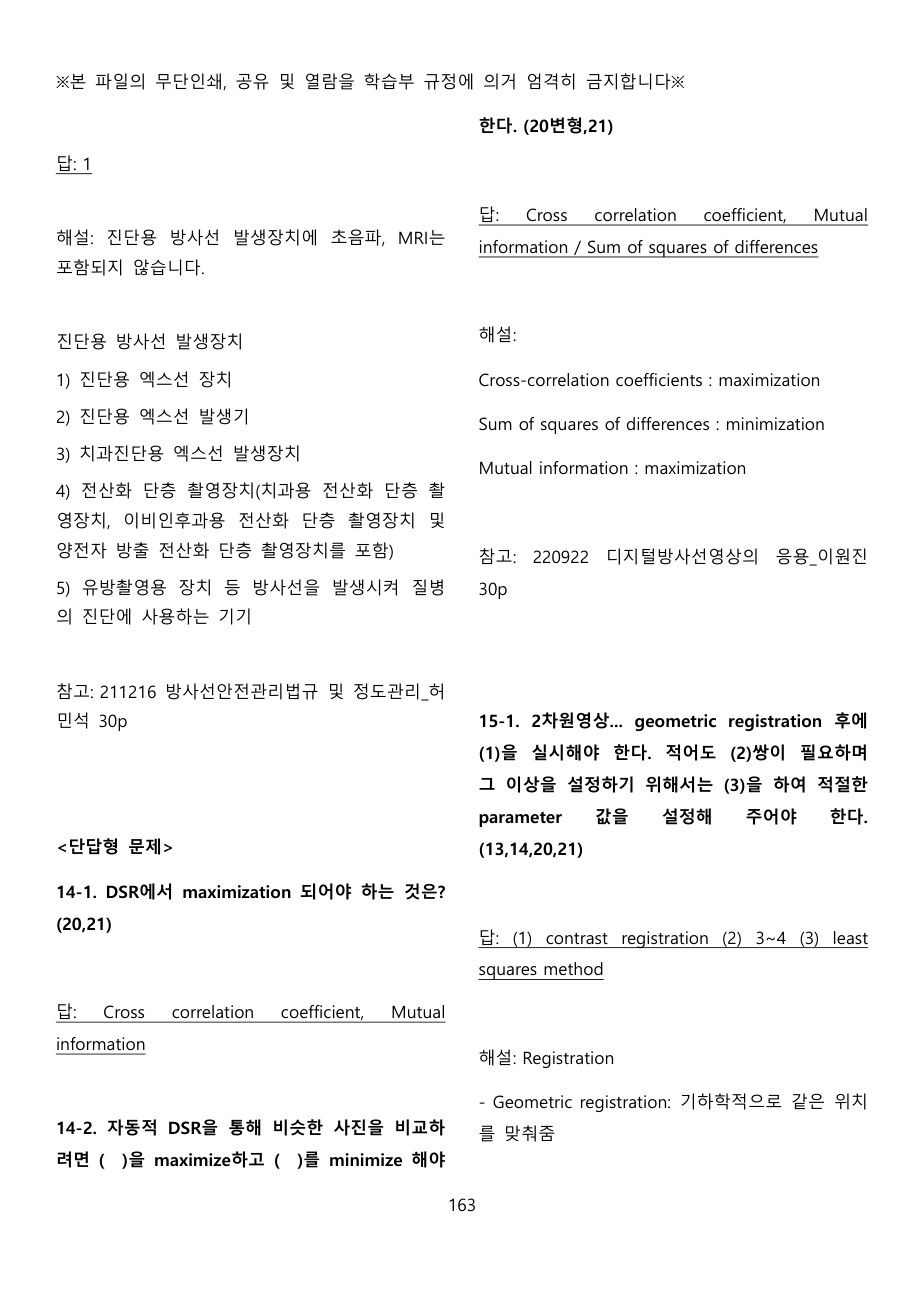 ※본 파일의 무단인쇄, 공유 및 열람을 학습부 규정에 의거 엄격히 금지합니다※
답: 1
해설: 진단용 방사선 발생장치에 초음파, MRI는
포함되지 않습니다.
진단용 방사선 발생장치
1) 진단용 엑스선 장치
2) 진단용 엑스선 발생기
3) 치과진단용 엑스선 발생장치
4) 전산화 단층 촬영장치(치과용 전산화 단층 촬
영장치, 이비인후과용 전산화 단층 촬영장치 및
양전자 방출 전산화 단층 촬영장치를 포함)
5) 유방촬영용 장치 등 방사선을 발생시켜 질병
의 진단에 사용하는 기기
참고: 211216 방사선안전관리법규 및 정도관리_허
민석 30p
<단답형 문제>
14-1. DSR에서 maximization 되어야 하는 것은?
(20,21)
답: Cross correlation coefficient, Mutual
information
14-2. 자동적 DSR을 통해 비슷한 사진을 비교하
려면 ( )을 maximize하고 ( )를 minimize 해야
한다. (20변형,21)
답: Cross correlation coefficient, Mutual
information / Sum of squares of differences
해설:
Cross-correlation coefficients : maximization
Sum of squares of differences : minimization
Mutual information : maximization
참고: 220922 디지털방사선영상의 응용_이원진
30p
15-1. 2차원영상... geometric registration 후에
(1)을 실시해야 한다. 적어도 (2)쌍이 필요하며
그 이상을 설정하기 위해서는 (3)을 하여 적절한
parameter 값을 설정해 주어야 한다.
(13,14,20,21)
답: (1) contrast registration (2) 3~4 (3) least
squares method
해설: Registration
- Geometric registration: 기하학적으로 같은 위치
를 맞춰줌
163